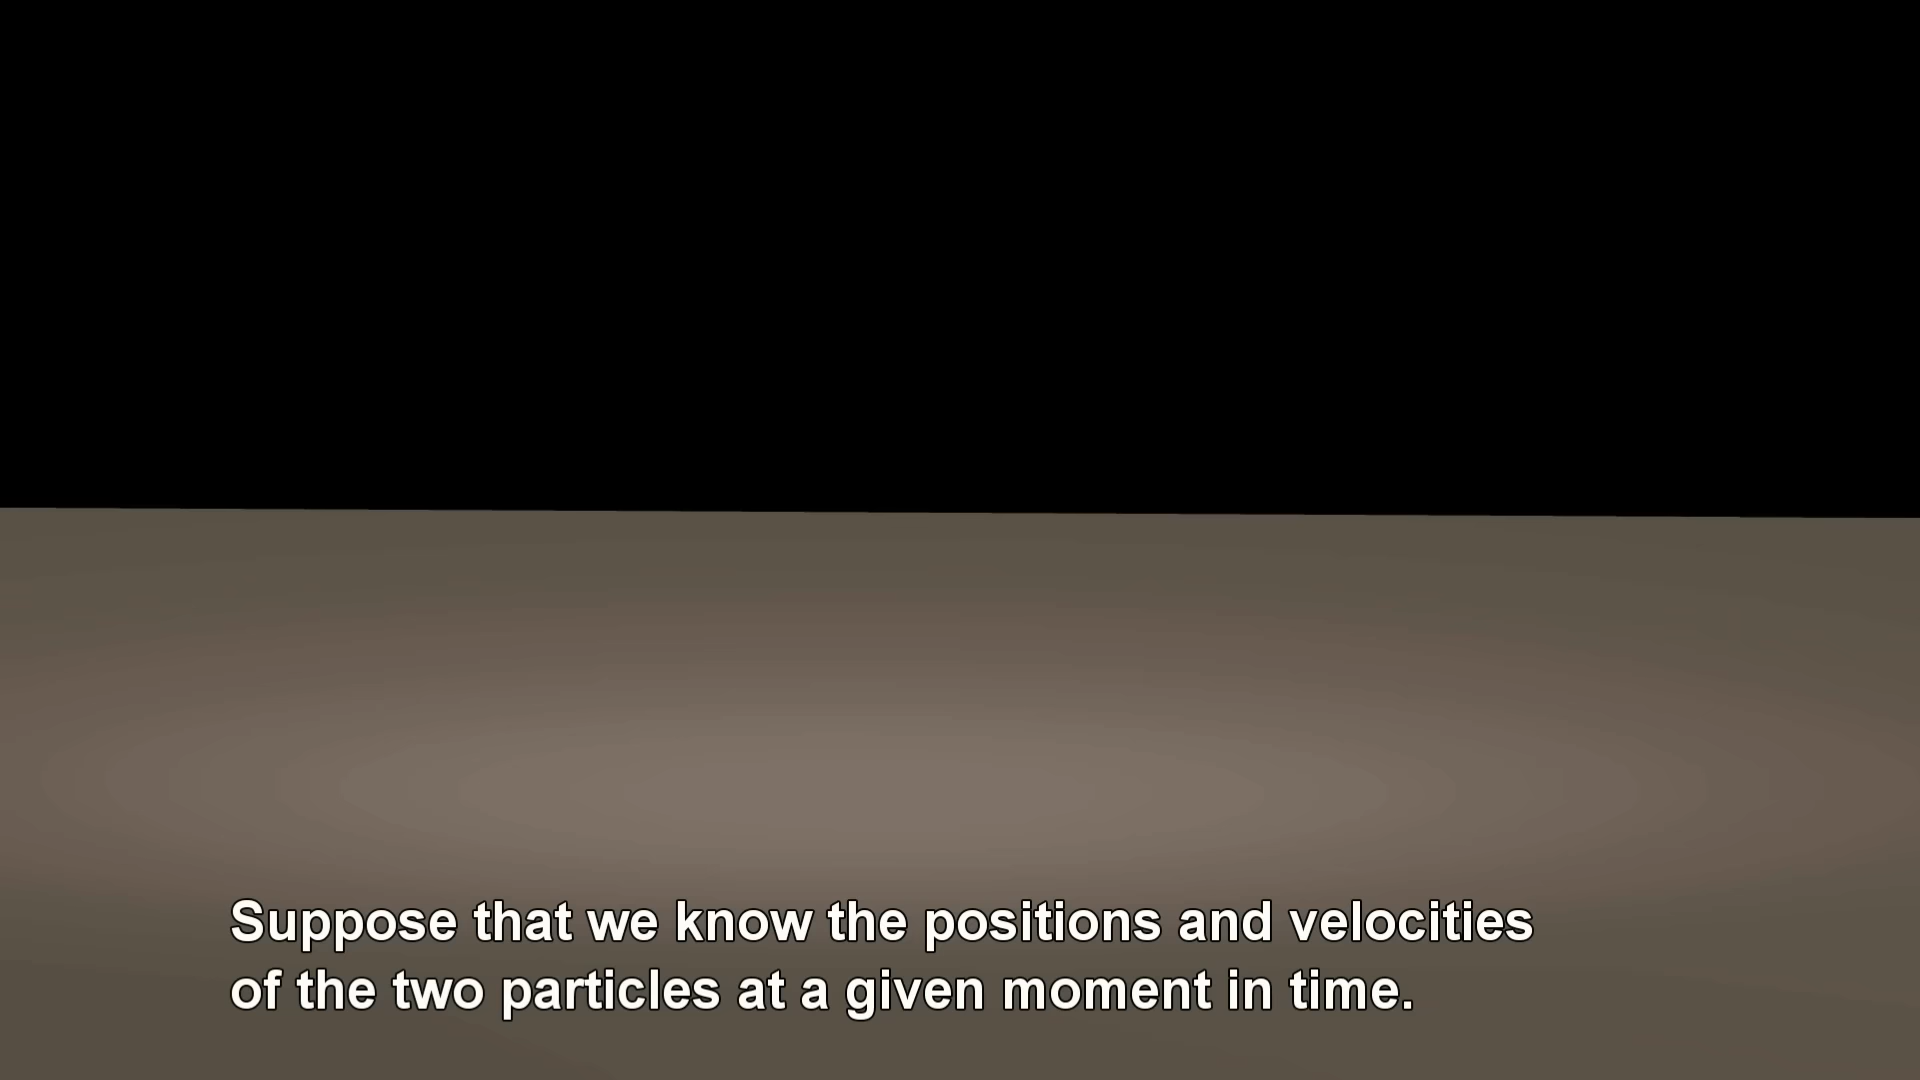 Suppose that we know the positions and velocities
of the two particles at a given moment in time.